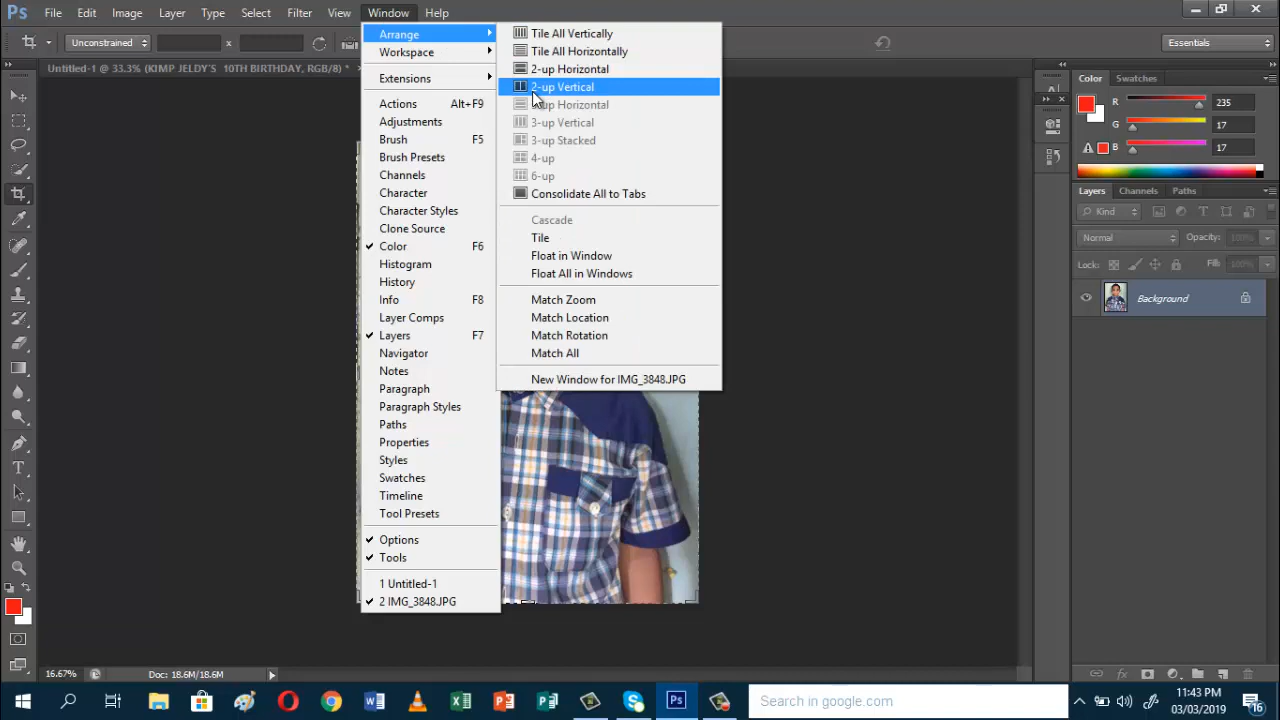 Ps File Edit Image Layer Type Select Filter View Window Help
Unconstrained x Essentials
Untitled-1 @ 33.3% (KIMP JELDY'S 10TH BIRTHDAY, RGB/8) * ×
Arrange
Workspace
Extensions
Actions Alt+F9
Adjustments
Brush F5
Brush Presets
Channels
Character
Character Styles
Clone Source
Color F6
Histogram
History
Info F8
Layer Comps
Layers F7
Navigator
Notes
Paragraph
Paragraph Styles
Paths
Properties
Styles
Swatches
Timeline
Tool Presets
Options
Tools
1 Untitled-1
2 IMG_3848.JPG
Tile All Vertically
Tile All Horizontally
2-up Horizontal
2-up Vertical
up Horizontal
3-up Vertical
3-up Stacked
4-up
6-up
Consolidate All to Tabs
Cascade
Tile
Float in Window
Float All in Windows
Match Zoom
Match Location
Match Rotation
Match All
New Window for IMG_3848.JPG
Color Swatches
R 235
G 17
B 17
Layers Channels Paths
Kind
Normal Opacity: 100%
Lock: Fill: 100%
Background
16.67% Doc: 18.6M/18.6M
Search in google.com
11:43 PM
03/03/2019
16